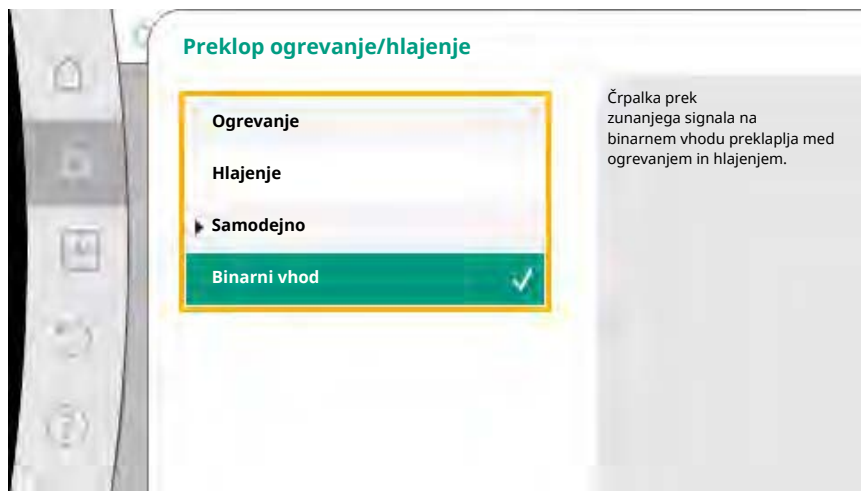 Preklop ogrevanje/hlajenje
Ogrevanje
Hlajenje
Samodejno
Binarni vhod
Črpalka prek
zunanjega signala na
binarnem vhodu preklaplja med
ogrevanjem in hlajenjem.